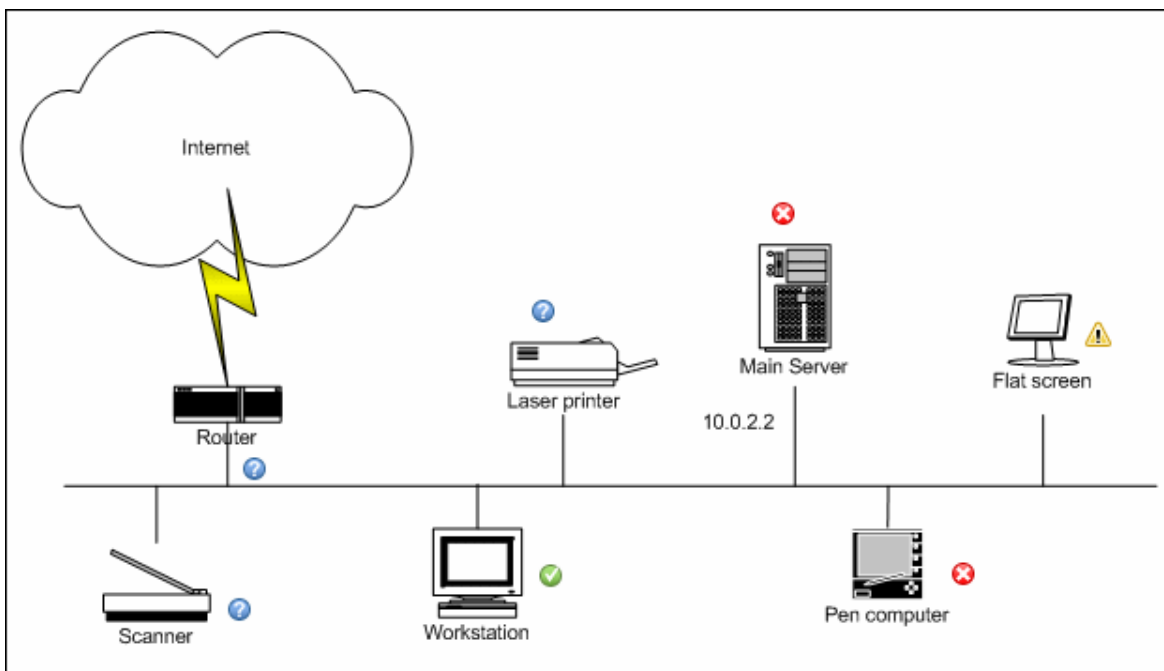 Internet
Main Server
Flat screen
Laser printer
10.0.2.2
Router
Scanner
Workstation
Pen computer